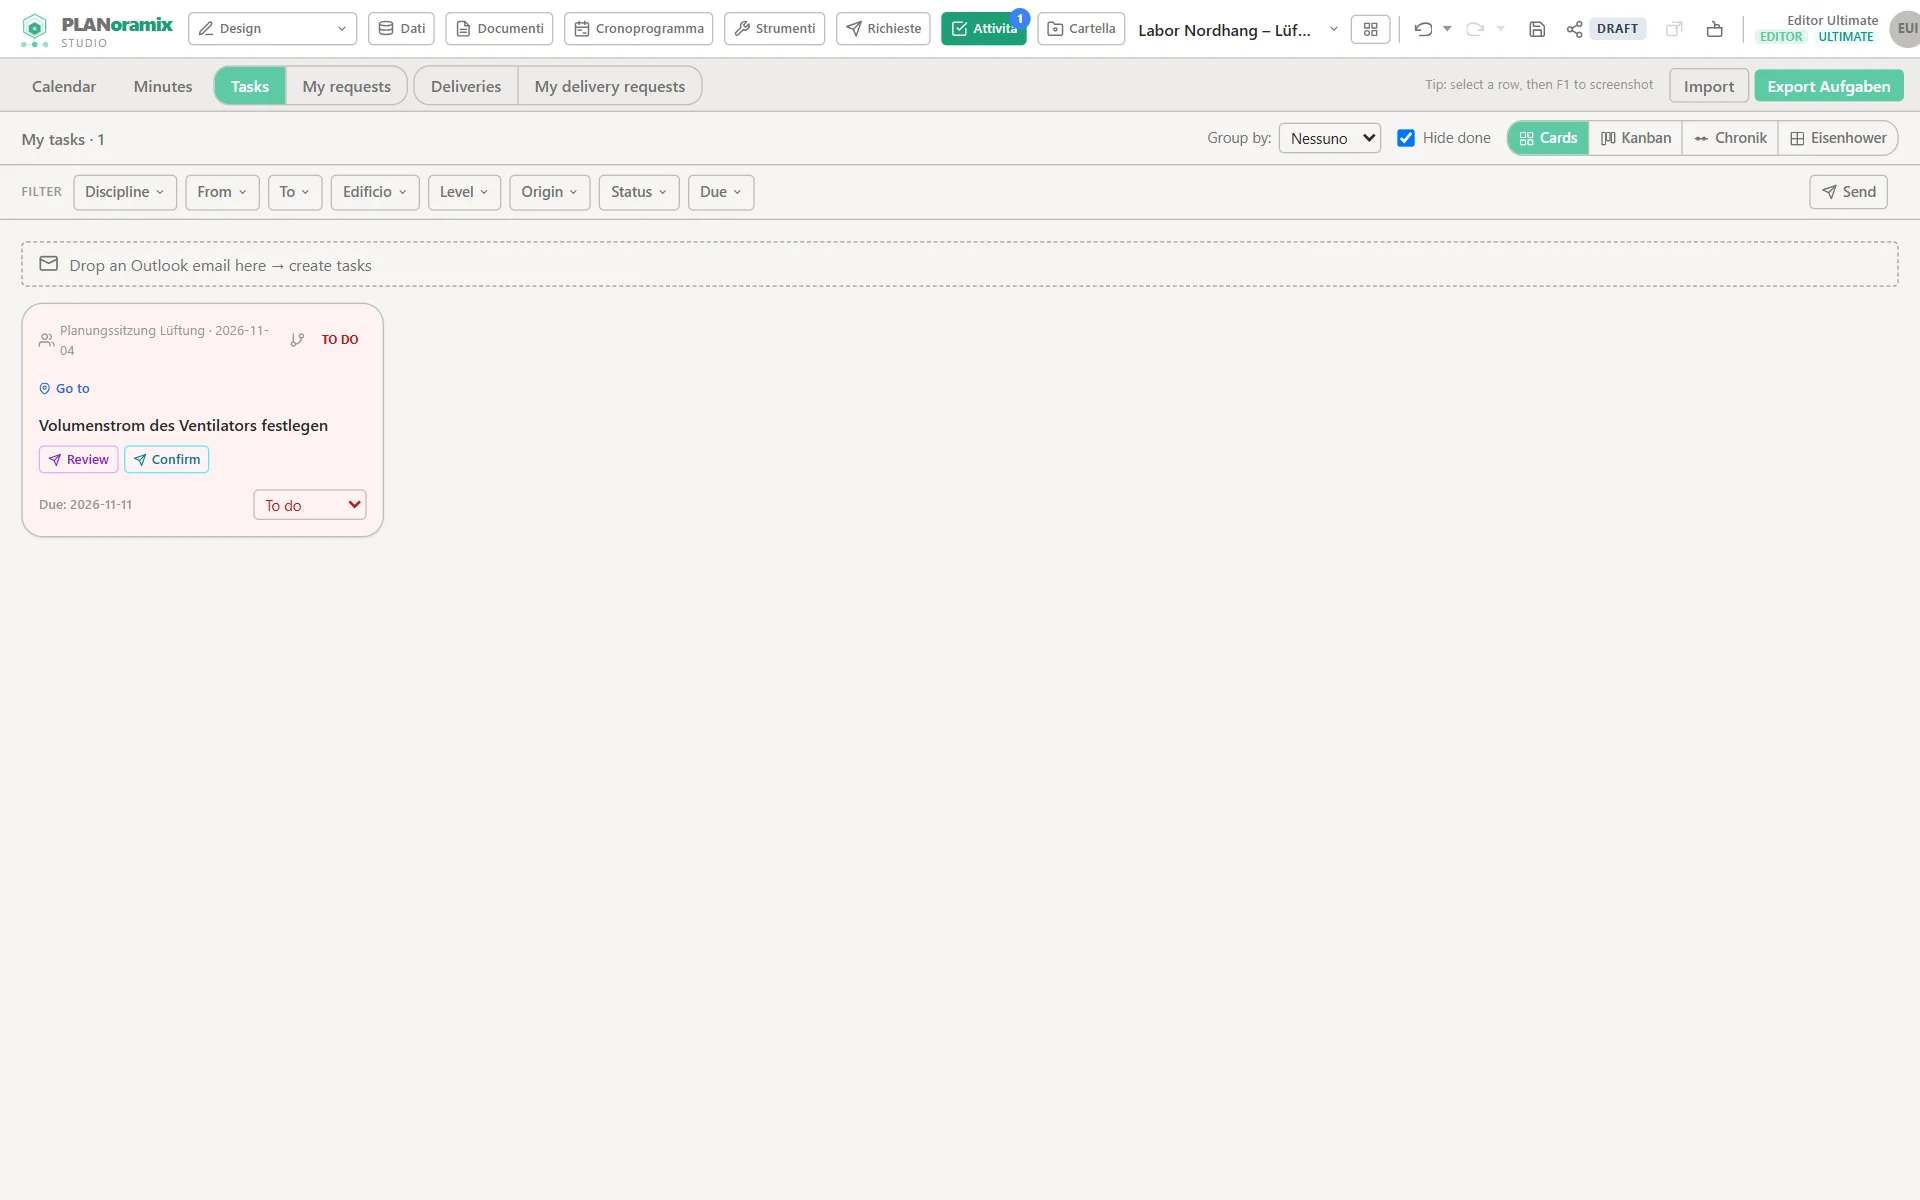 PLANoramix
STUDIO
Design
Dati
Documenti
Cronoprogramma
Strumenti
Richieste
Attività
1
Cartella
Labor Nordhang – Lüf...
DRAFT
Editor Ultimate
EDITOR ULTIMATE
EUI
Calendar
Minutes
Tasks
My requests
Deliveries
My delivery requests
Tip: select a row, then F1 to screenshot
Import
Export Aufgaben
My tasks · 1
Group by:
Nessuno
Hide done
Cards
Kanban
Chronik
Eisenhower
FILTER
Discipline
From
To
Edificio
Level
Origin
Status
Due
Send
Drop an Outlook email here → create tasks
Planungssitzung Lüftung · 2026-11-
04
TO DO
Go to
Volumenstrom des Ventilators festlegen
Review
Confirm
Due: 2026-11-11
To do